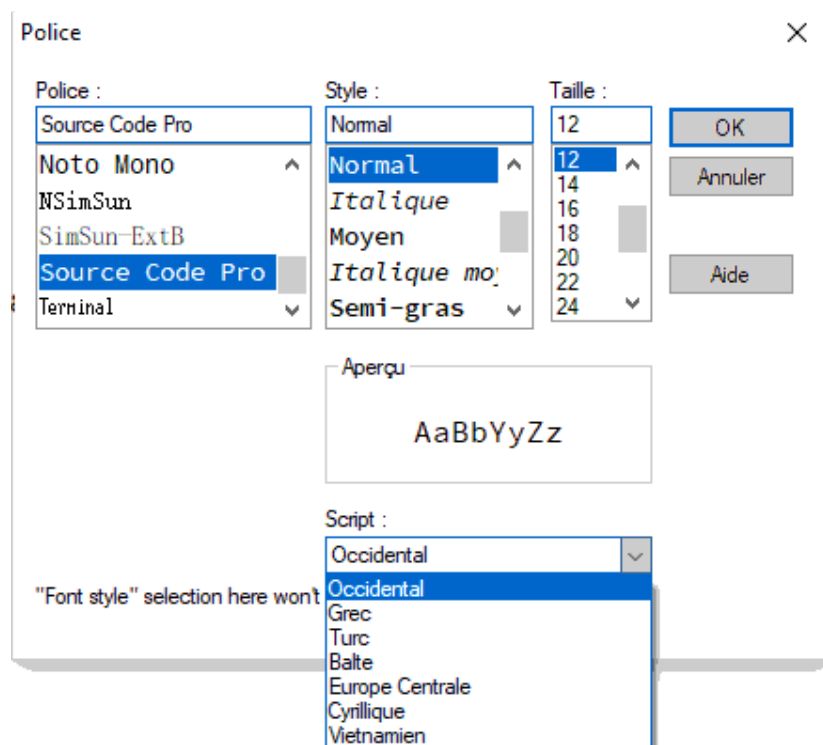 Police
Police :
Source Code Pro
Noto Mono
NSimSun
SimSun-ExtB
Source Code Pro
Terminal
Style :
Normal
Normal
Italique
Moyen
Italique mo
Semi-gras
Taille :
12
12
14
16
18
20
22
24
OK
Annuler
Aide
Aperçu
AaBbYyZz
Script :
Occidental
"Font style" selection here won't
Occidental
Grec
Turc
Balte
Europe Centrale
Cyrillique
Vietnamien